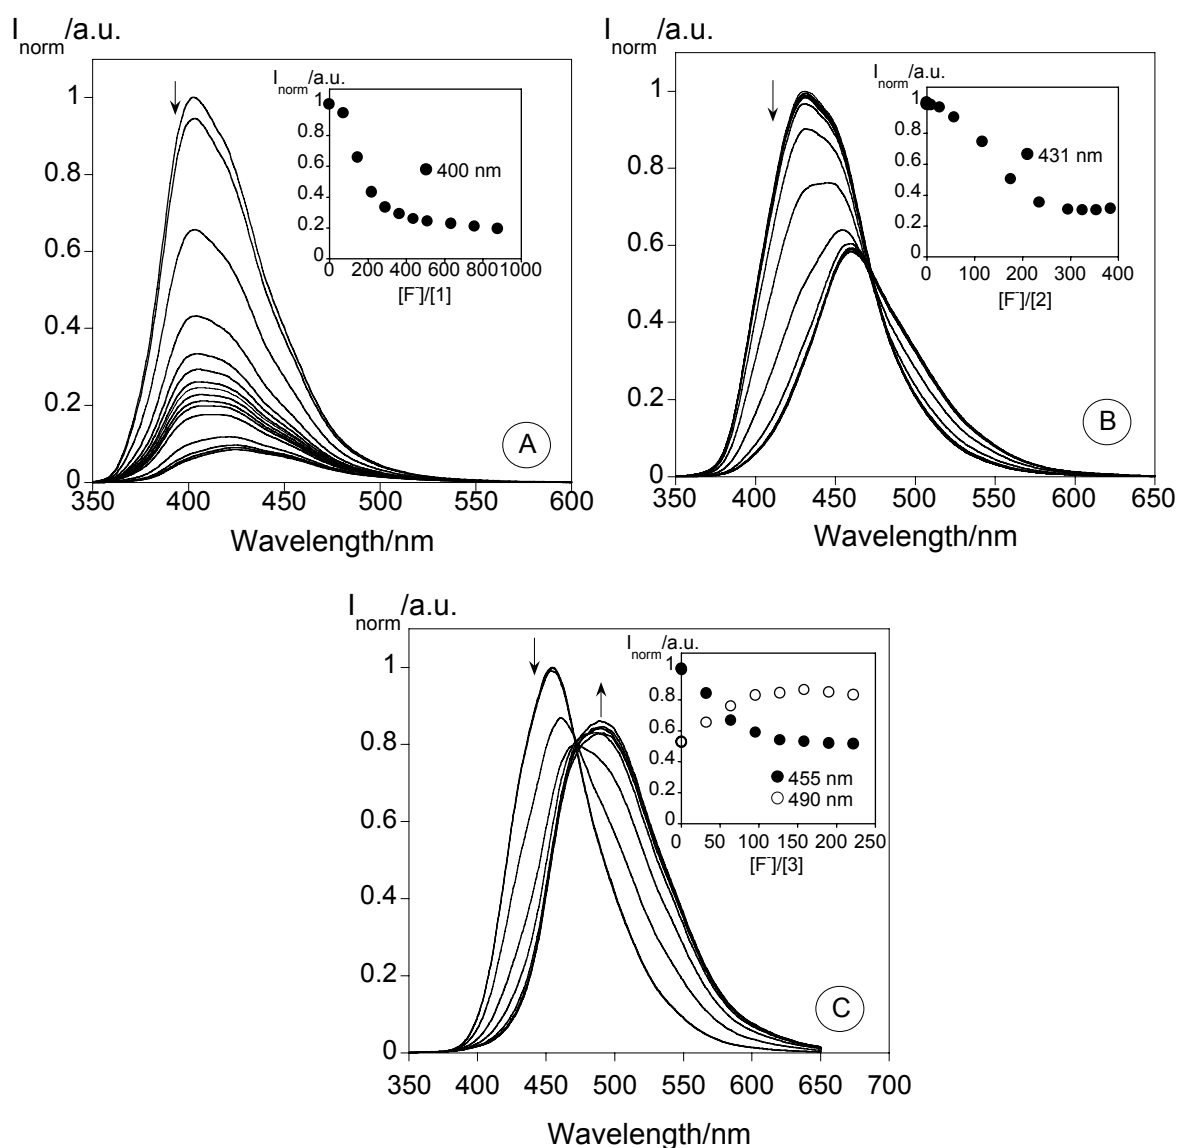 I norm/a.u.
1
0.8
0.6
0.4
0.2
0
350 400 450 500 550 600
Wavelength/nm
A
I norm/a.u.
1
0.8
0.6
0.4
0.2
0
0 200 400 600 800 1000
[F-]/[1]
400 nm
I norm/a.u.
1
0.8
0.6
0.4
0.2
0
350 400 450 500 550 600 650
Wavelength/nm
B
I norm/a.u.
1
0.8
0.6
0.4
0.2
0
0 100 200 300 400
[F-]/[2]
431 nm
I norm/a.u.
1
0.8
0.6
0.4
0.2
0
350 400 450 500 550 600 650 700
Wavelength/nm
C
I norm/a.u.
1
0.8
0.6
0.4
0.2
0
0 50 100 150 200 250
[F-]/[3]
455 nm
490 nm